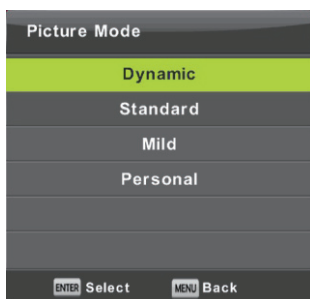 Picture Mode
Dynamic
Standard
Mild
Personal
ENTER Select MENU Back